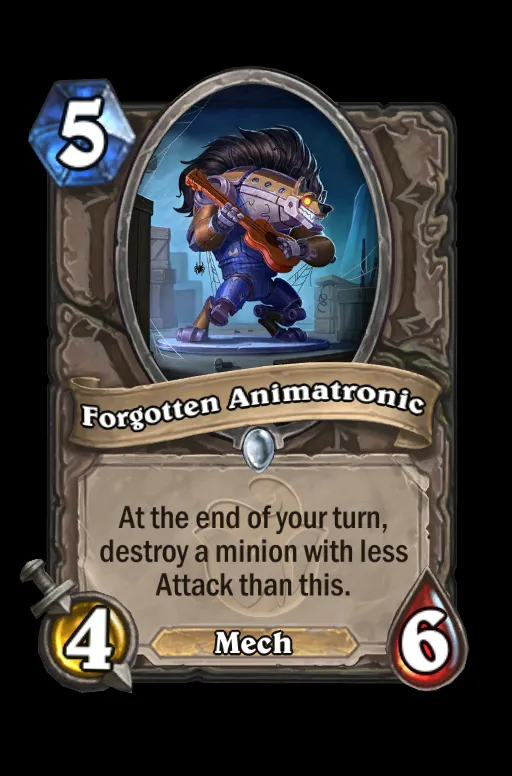 5
Forgotten Animatronic
At the end of your turn,
destroy a minion with less
Attack than this.
4
Mech
6